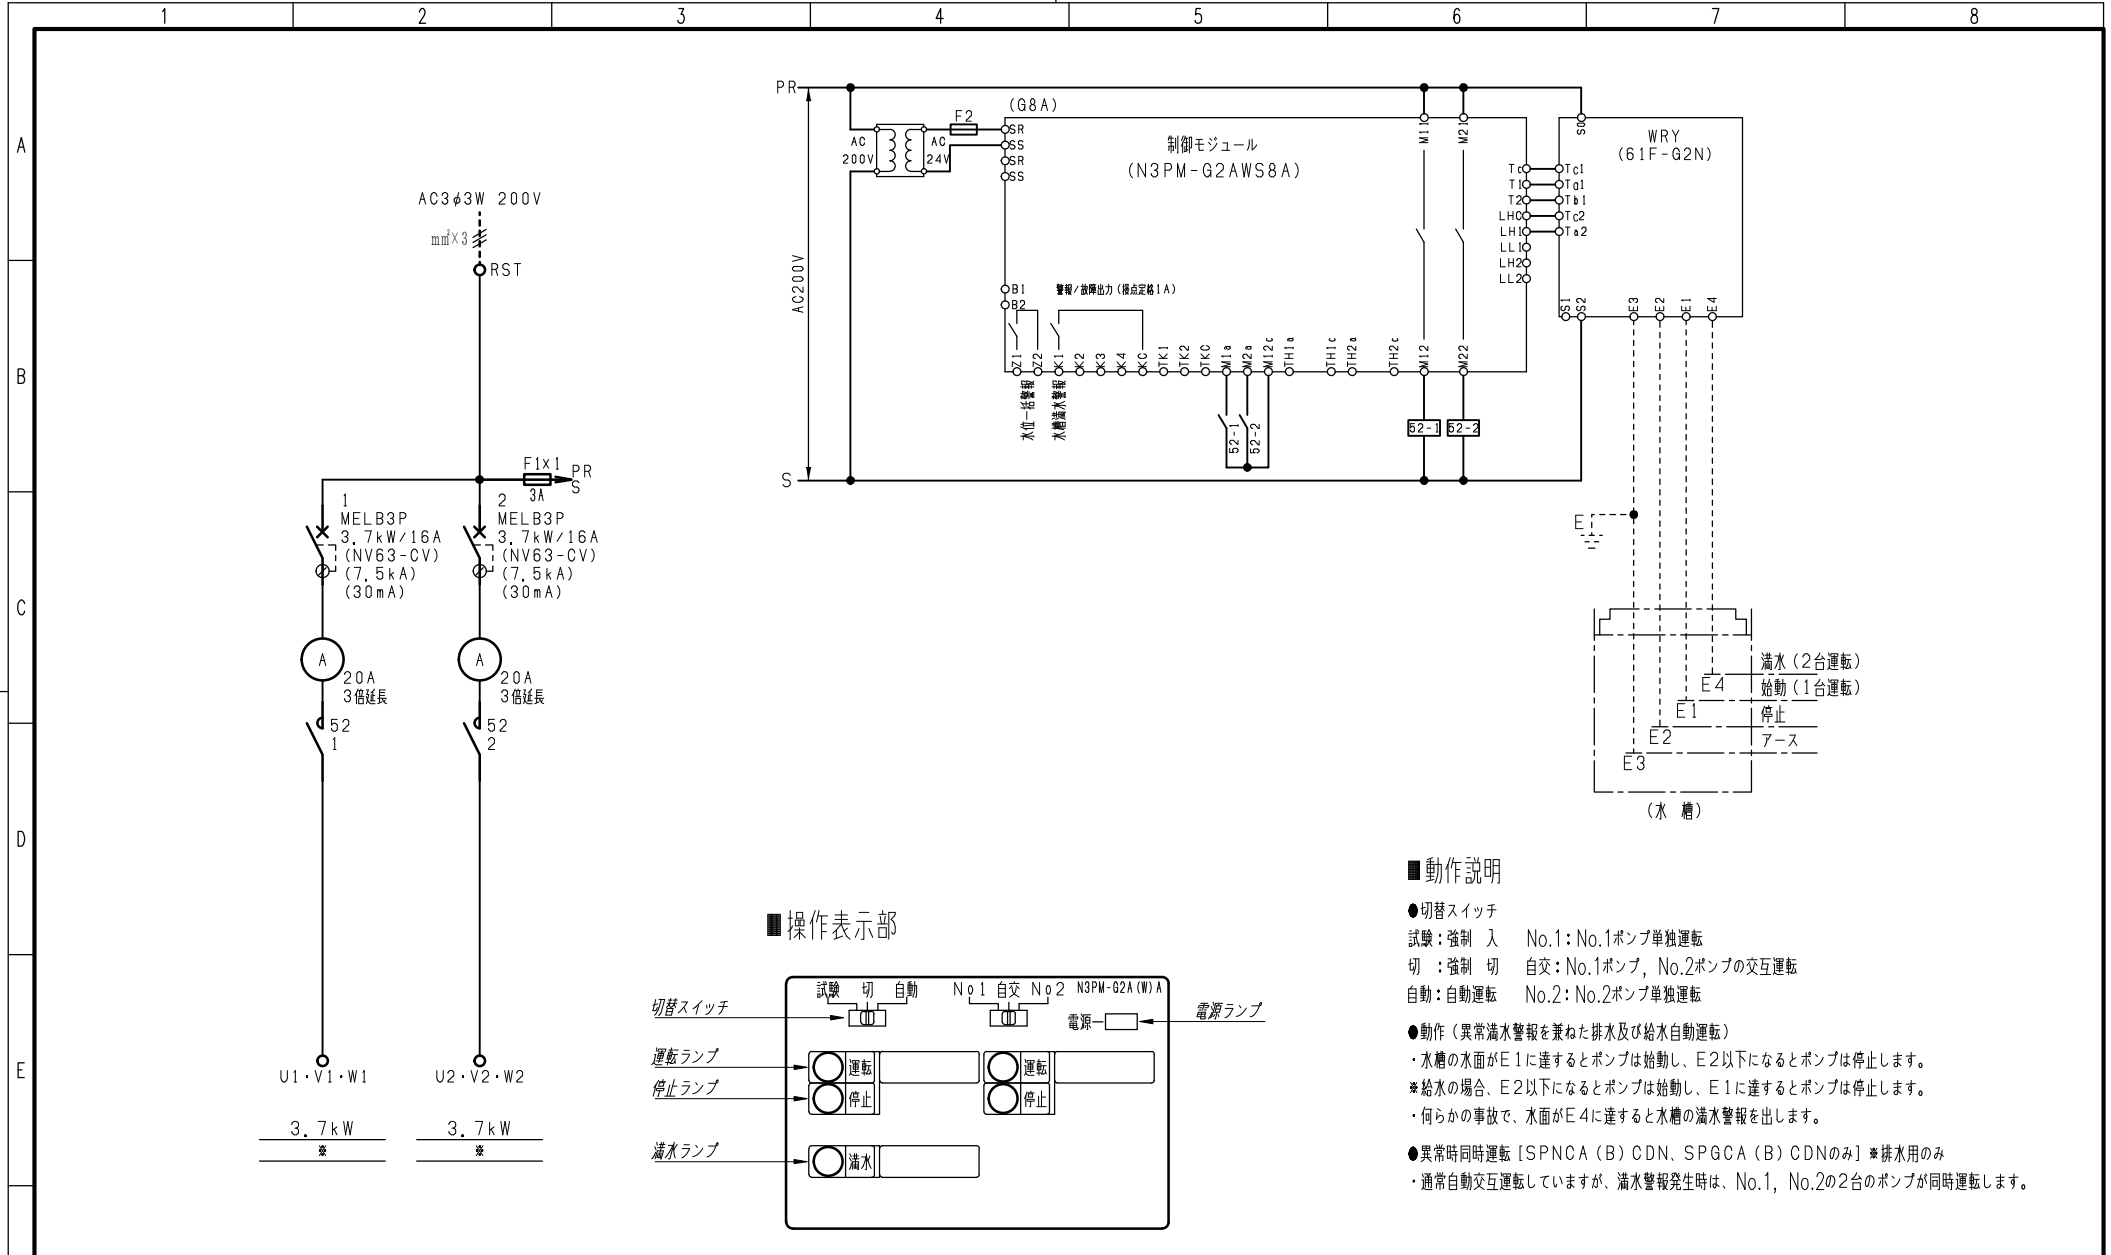 1 2 3 4 5 6 7 8
A
B
C
D
E
AC3φ3W 200V
mm²×3
RST
F1×1
3A
PR
S
1
MELB3P
3.7kW/16A
(NV63-CV)
(7.5kA)
(30mA)
2
MELB3P
3.7kW/16A
(NV63-CV)
(7.5kA)
(30mA)
A
20A
3倍延長
A
20A
3倍延長
52
1
52
2
U1・V1・W1
U2・V2・W2
3.7kW
※
3.7kW
※
PR
S
AC200V
AC
200V
AC
24V
F2
(G8A)
SR
SS
SR
SS
制御モジュール
(N3PM-G2AWS8A)
M11
M21
Tc
T1
T2
LHC
LH1
LL1
LH2
LL2
B1
B2
警報/故障出力(接点定格1A)
Z1
Z2
K1
K2
K3
K4
KC
TK1
TK2
TKC
M1a
M2a
M12c
TH1a
TH1c
TH2a
TH2c
M12
M22
水位一括警報
水槽満水警報
52-1
52-2
52-1
52-2
S0
WRY
(61F-G2N)
Tc1
Ta1
Tb1
Tc2
Ta2
S1
S2
E3
E2
E1
E4
E
E4
E1
E2
E3
満水(2台運転)
始動(1台運転)
停止
アース
(水 槽)
■操作表示部
試験 切 自動
No1 自交 No2
N3PM-G2A(W)A
電源
切替スイッチ
電源ランプ
運転ランプ
運転
運転
停止ランプ
停止
停止
満水ランプ
満水
■動作説明
●切替スイッチ
試験:強制 入 No.1:No.1ポンプ単独運転
切 :強制 切 自交:No.1ポンプ, No.2ポンプの交互運転
自動:自動運転 No.2:No.2ポンプ単独運転
●動作(異常満水警報を兼ねた排水及び給水自動運転)
・水槽の水面がE1に達するとポンプは始動し、E2以下になるとポンプは停止します。
※給水の場合、E2以下になるとポンプは始動し、E1に達するとポンプは停止します。
・何らかの事故で、水面がE4に達すると水槽の満水警報を出します。
●異常時同時運転[SPNCA(B)CDN、SPGCA(B)CDNのみ]※排水用のみ
・通常自動交互運転していますが、満水警報発生時は、No.1, No.2の2台のポンプが同時運転します。